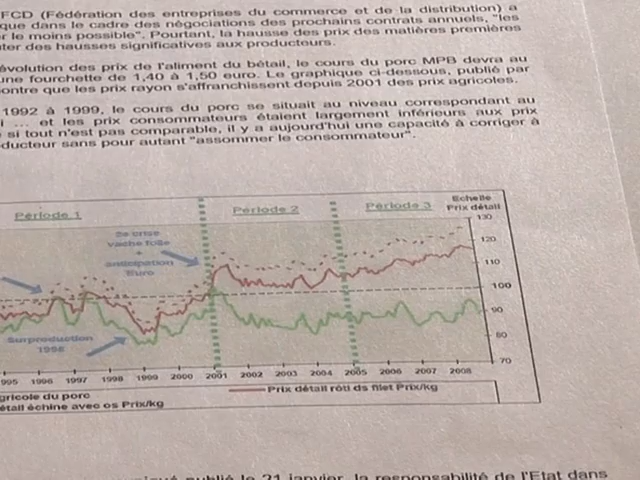 FCD (Fédération des entreprises du commerce et de la distribution) a
que dans le cadre des négociations des prochains contrats annuels, "les
r le moins possible". Pourtant, la hausse des prix des matières premières
ter des hausses significatives aux producteurs.
évolution des prix de l'aliment du bétail, le cours du porc MPB devra au
une fourchette de 1,40 à 1,50 euro. Le graphique ci-dessous, publié par
ontre que les prix rayon s'affranchissent depuis 2001 des prix agricoles.
1992 à 1999, le cours du porc se situait au niveau correspondant au
i ... et les prix consommateurs étaient largement inférieurs aux prix
si tout n'est pas comparable, il y a aujourd'hui une capacité à corriger à
ducteur sans pour autant "assommer le consommateur".
Période 1
Période 2
Période 3
Echelle
Prix détail
2e crise
vache folle
+
anticipation
Euro
Surproduction
1998
130
120
110
100
90
80
70
995 1996 1997 1998 1999 2000 2001 2002 2003 2004 2005 2006 2007 2008
gricole du porc
Prix détail rôti ds filet Prix/kg
étail échine avec os Prix/kg
publié le 21 janvier, la responsabilité de l'Etat dans